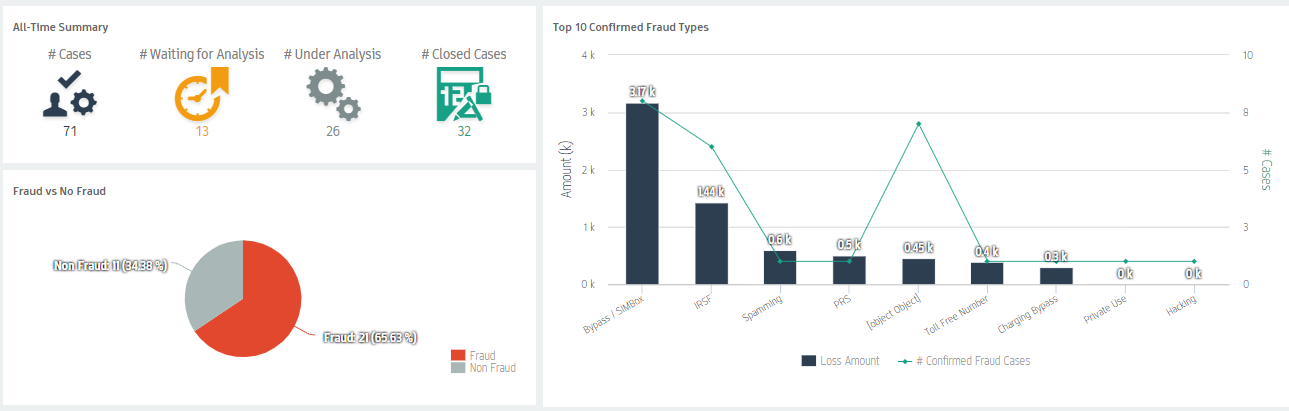 All-Time Summary
# Cases
# Waiting for Analysis
# Under Analysis
# Closed Cases
71
13
26
32
Fraud vs No Fraud
Non Fraud: 11 (34.38 %)
Fraud: 21 (65.63 %)
Fraud
Non Fraud
Top 10 Confirmed Fraud Types
4 k
3 k
2 k
1 k
0 k
Amount (k)
10
8
5
3
0
# Cases
3.17 k
1.44 k
0.6 k
0.5 k
0.45 k
0.4 k
0.3 k
0 k
0 k
Bypass / SIMBox
IRSF
Spamming
PRS
[object Object]
Toll Free Number
Charging Bypass
Private Use
Hacking
Loss Amount
# Confirmed Fraud Cases